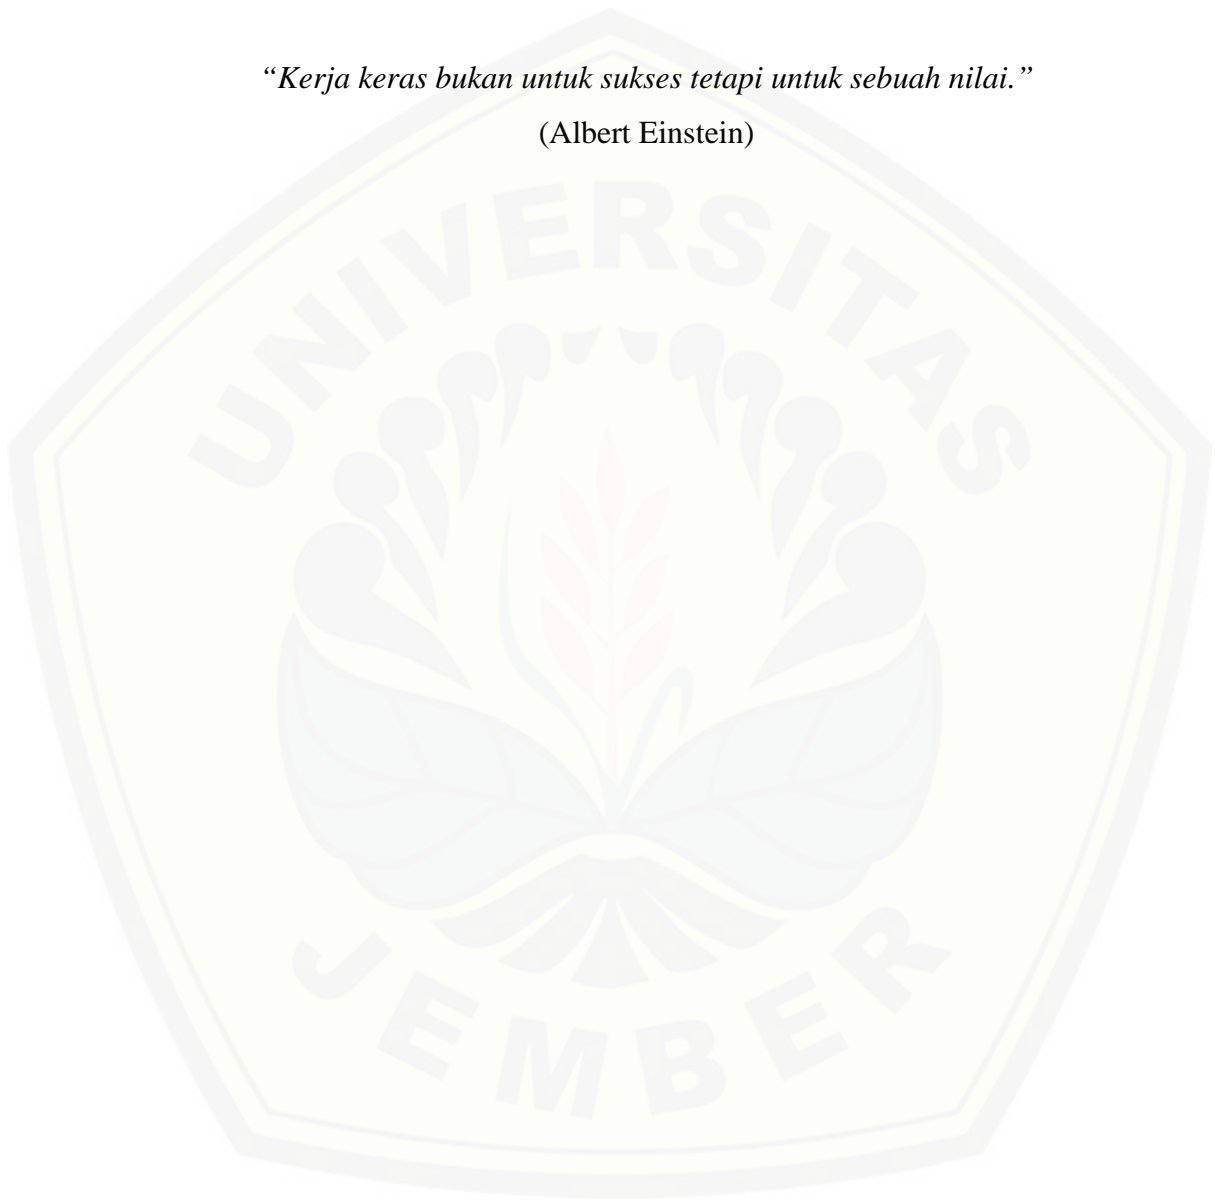 “Kerja keras bukan untuk sukses tetapi untuk sebuah nilai.”
(Albert Einstein)
UNIVERSITAS
JEMBER